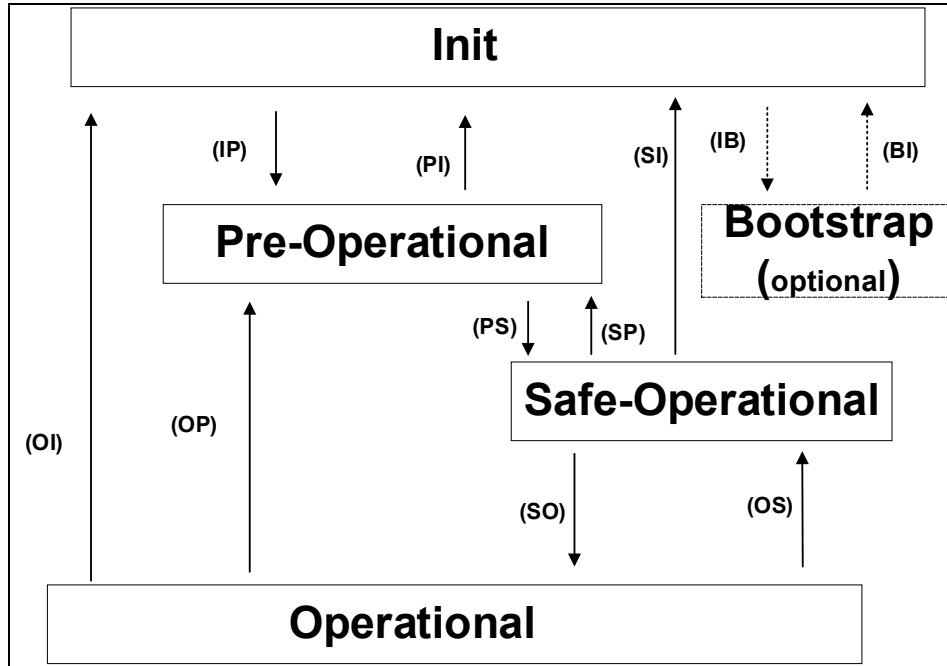 Init
(IP)
(PI)
(SI)
(IB)
(BI)
Pre-Operational
Bootstrap
(optional)
(PS)
(SP)
Safe-Operational
(OI)
(OP)
(SO)
(OS)
Operational